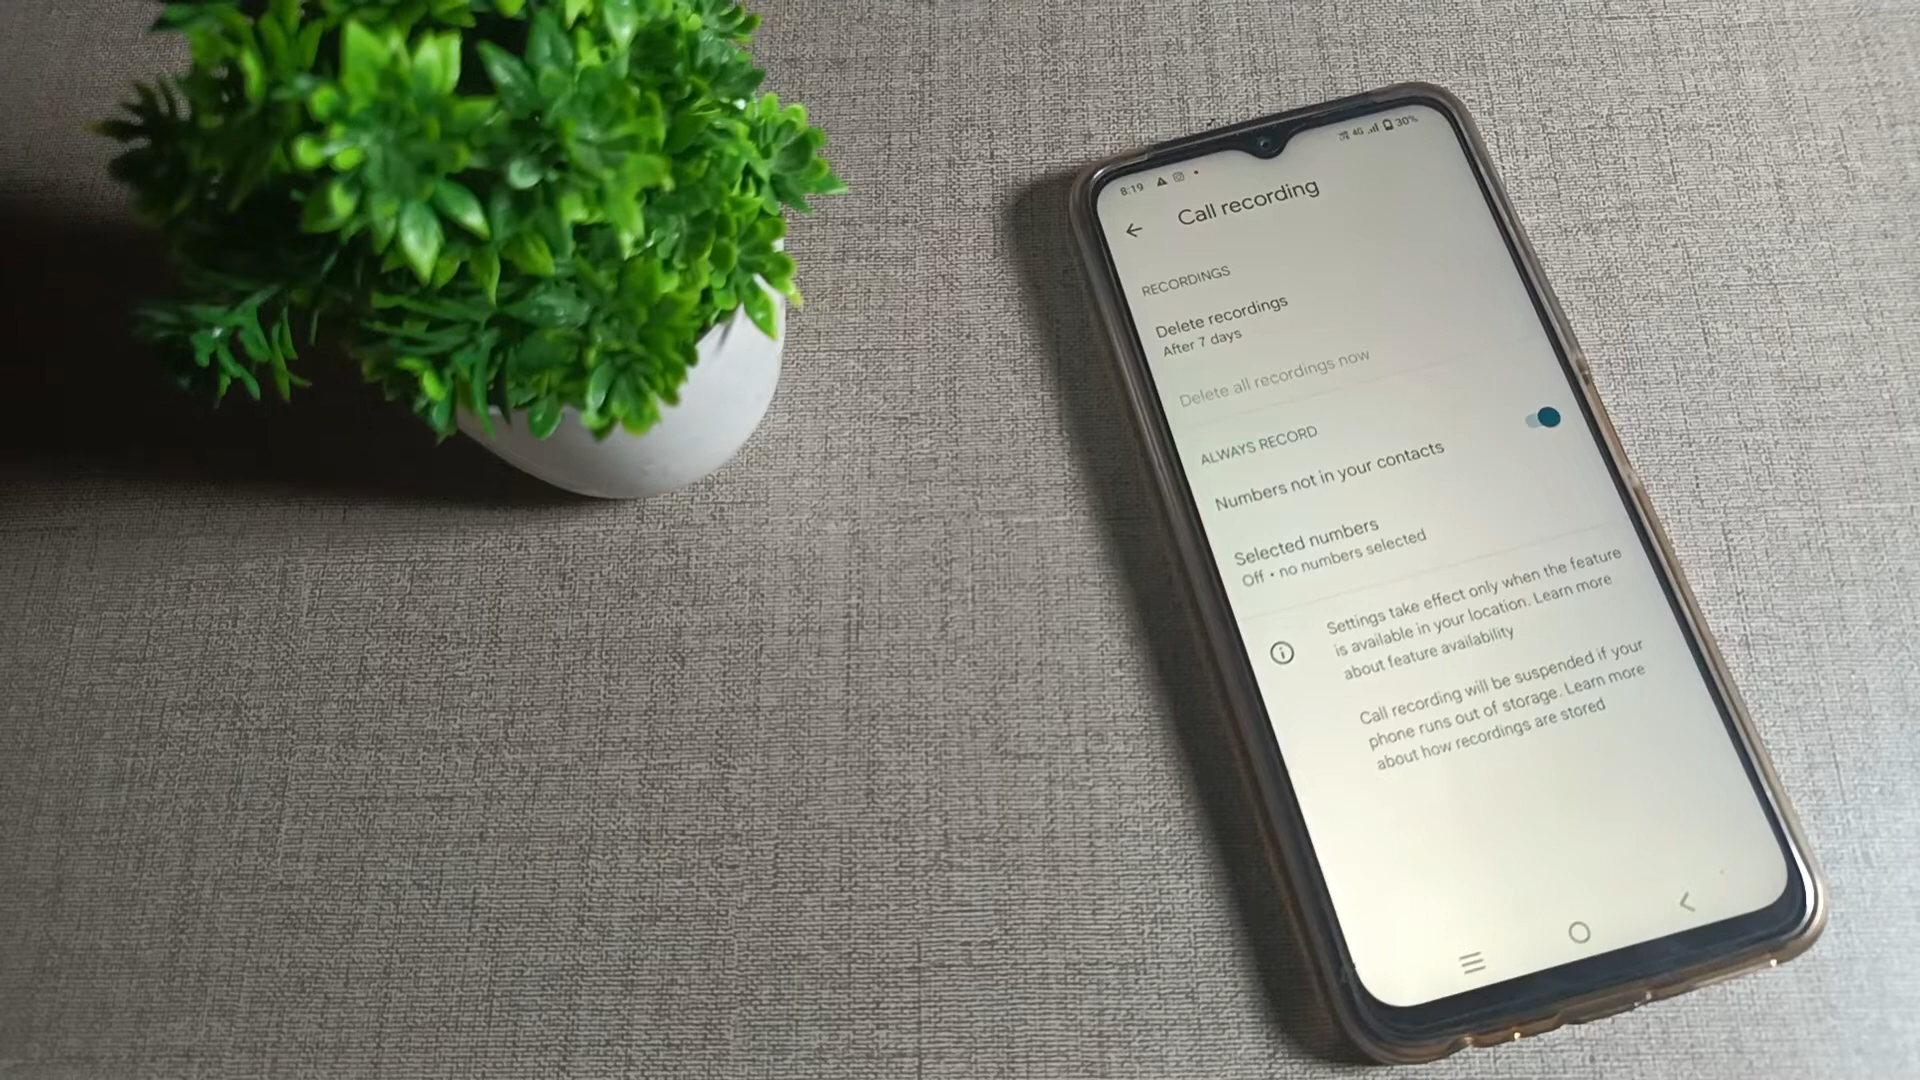 8:19 4G 30%
Call recording
RECORDINGS
Delete recordings
After 7 days
Delete all recordings now
ALWAYS RECORD
Numbers not in your contacts
Selected numbers
Off • no numbers selected
Settings take effect only when the feature
is available in your location. Learn more
about feature availability
Call recording will be suspended if your
phone runs out of storage. Learn more
about how recordings are stored